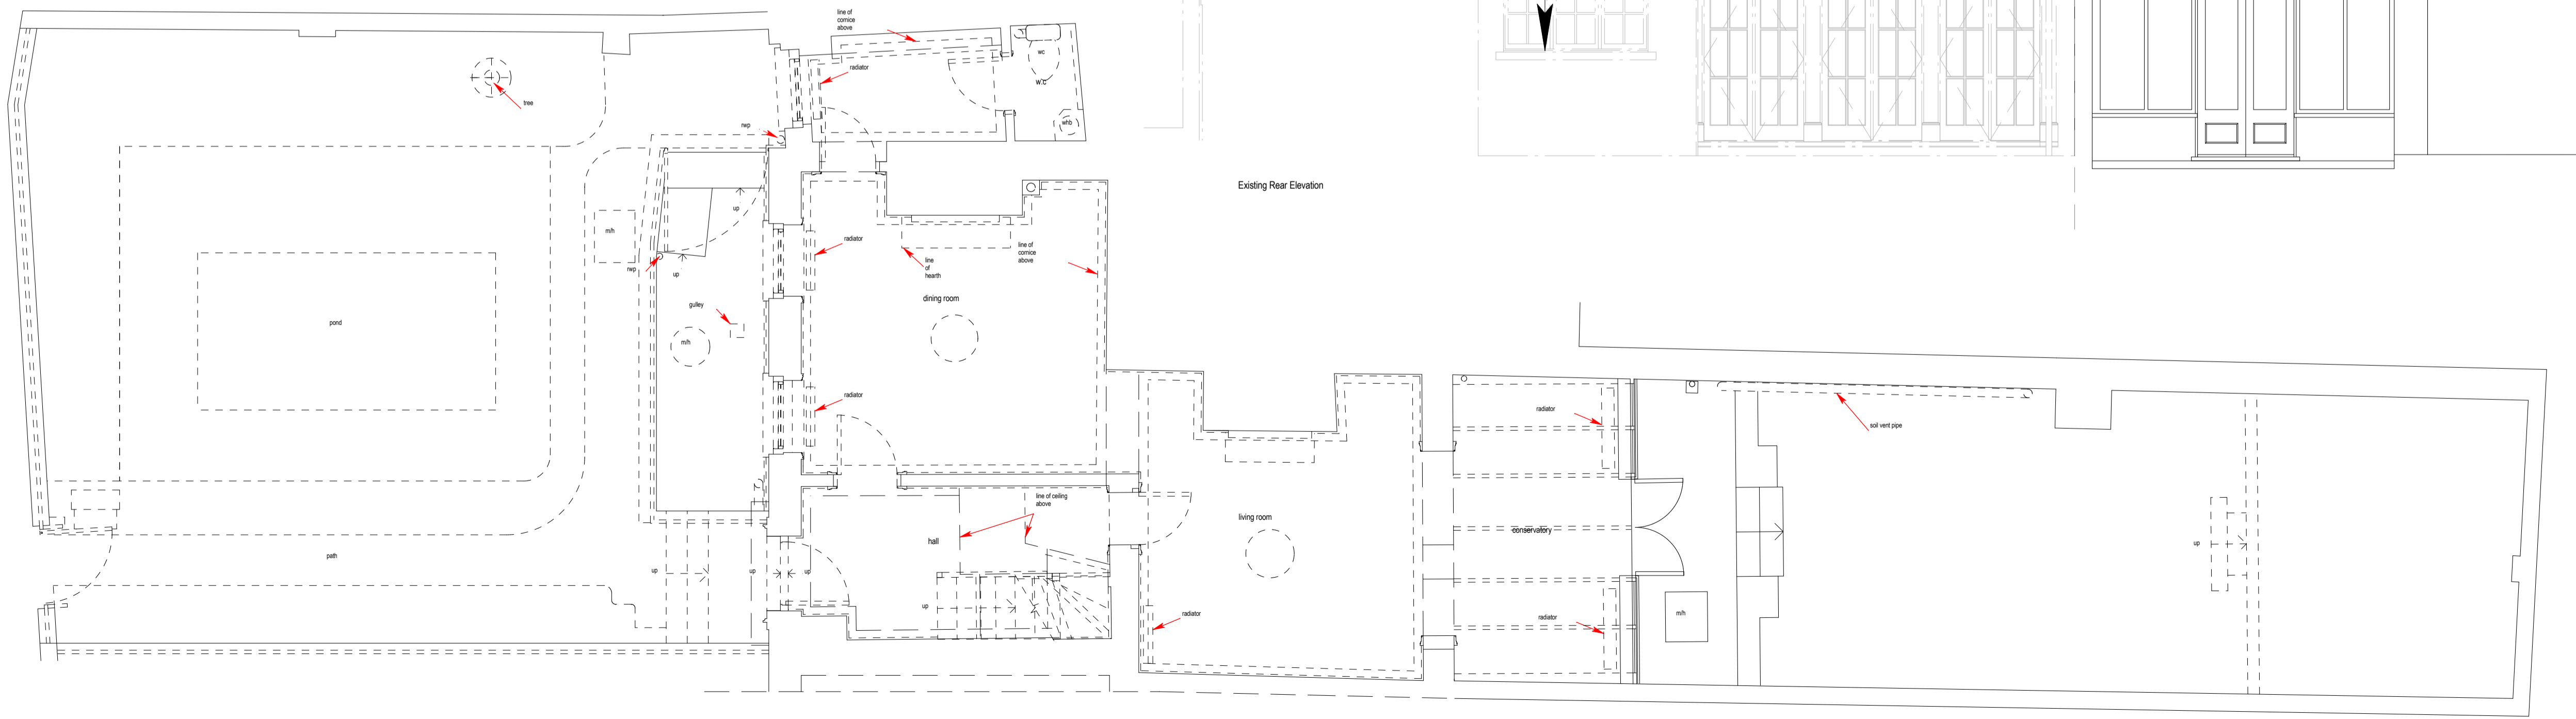 line of
cornice
above
wc
w.c
radiator
tree
whb
rwp
Existing Rear Elevation
up
m/h
radiator
line of
cornice
above
line
of
hearth
rwp
up
dining room
gulley
pond
m/h
radiator
radiator
soil vent pipe
line of ceiling
above
living room
conservatory
hall
up
path
up
up
up
up
radiator
m/h
radiator